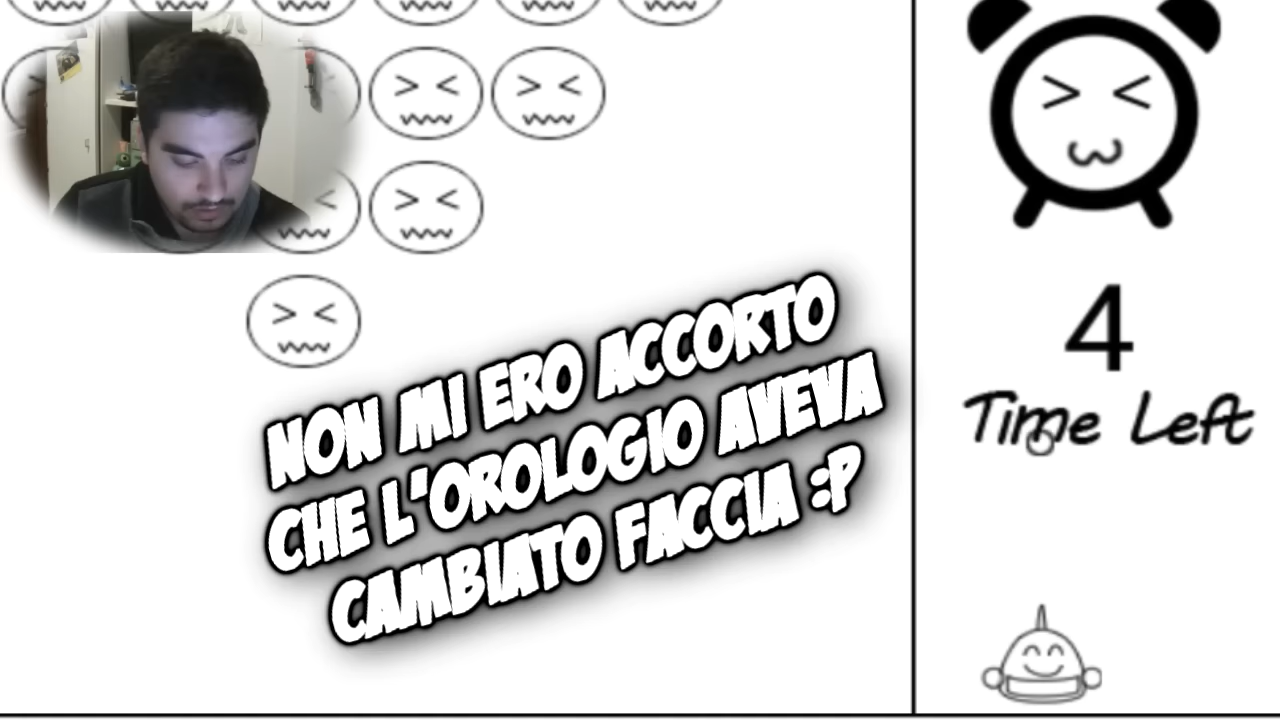 4
Time Left
NON MI ERO ACCORTO
CHE L'OROLOGIO AVEVA
CAMBIATO FACCIA :P